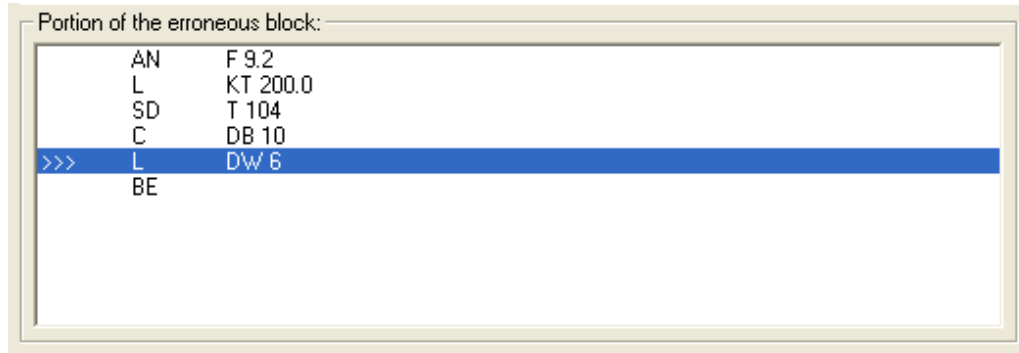 Portion of the erroneous block:
AN F 9.2
L KT 200.0
SD T 104
C DB 10
>>> L DW 6
BE